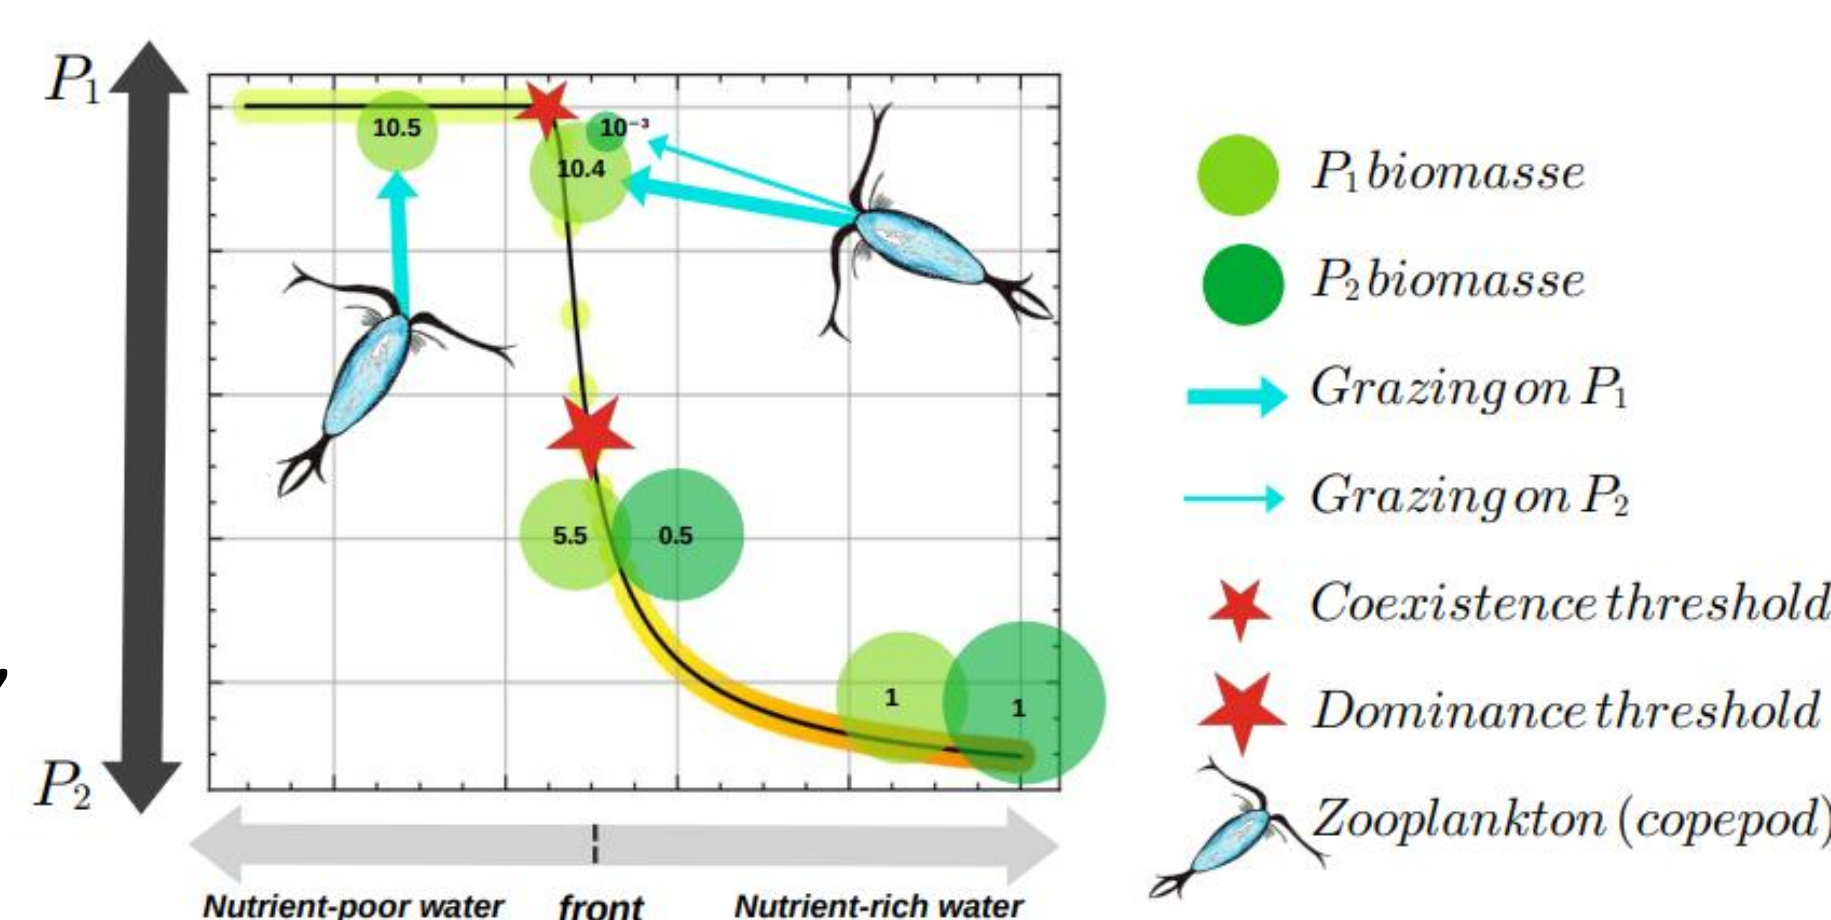 P₁
P₂
10.5
10⁻³
10.4
5.5
0.5
1
1
Nutrient-poor water
front
Nutrient-rich water
P₁ biomasse
P₂ biomasse
Grazing on P₁
Grazing on P₂
Coexistence threshold
Dominance threshold
Zooplankton (copepod)
,